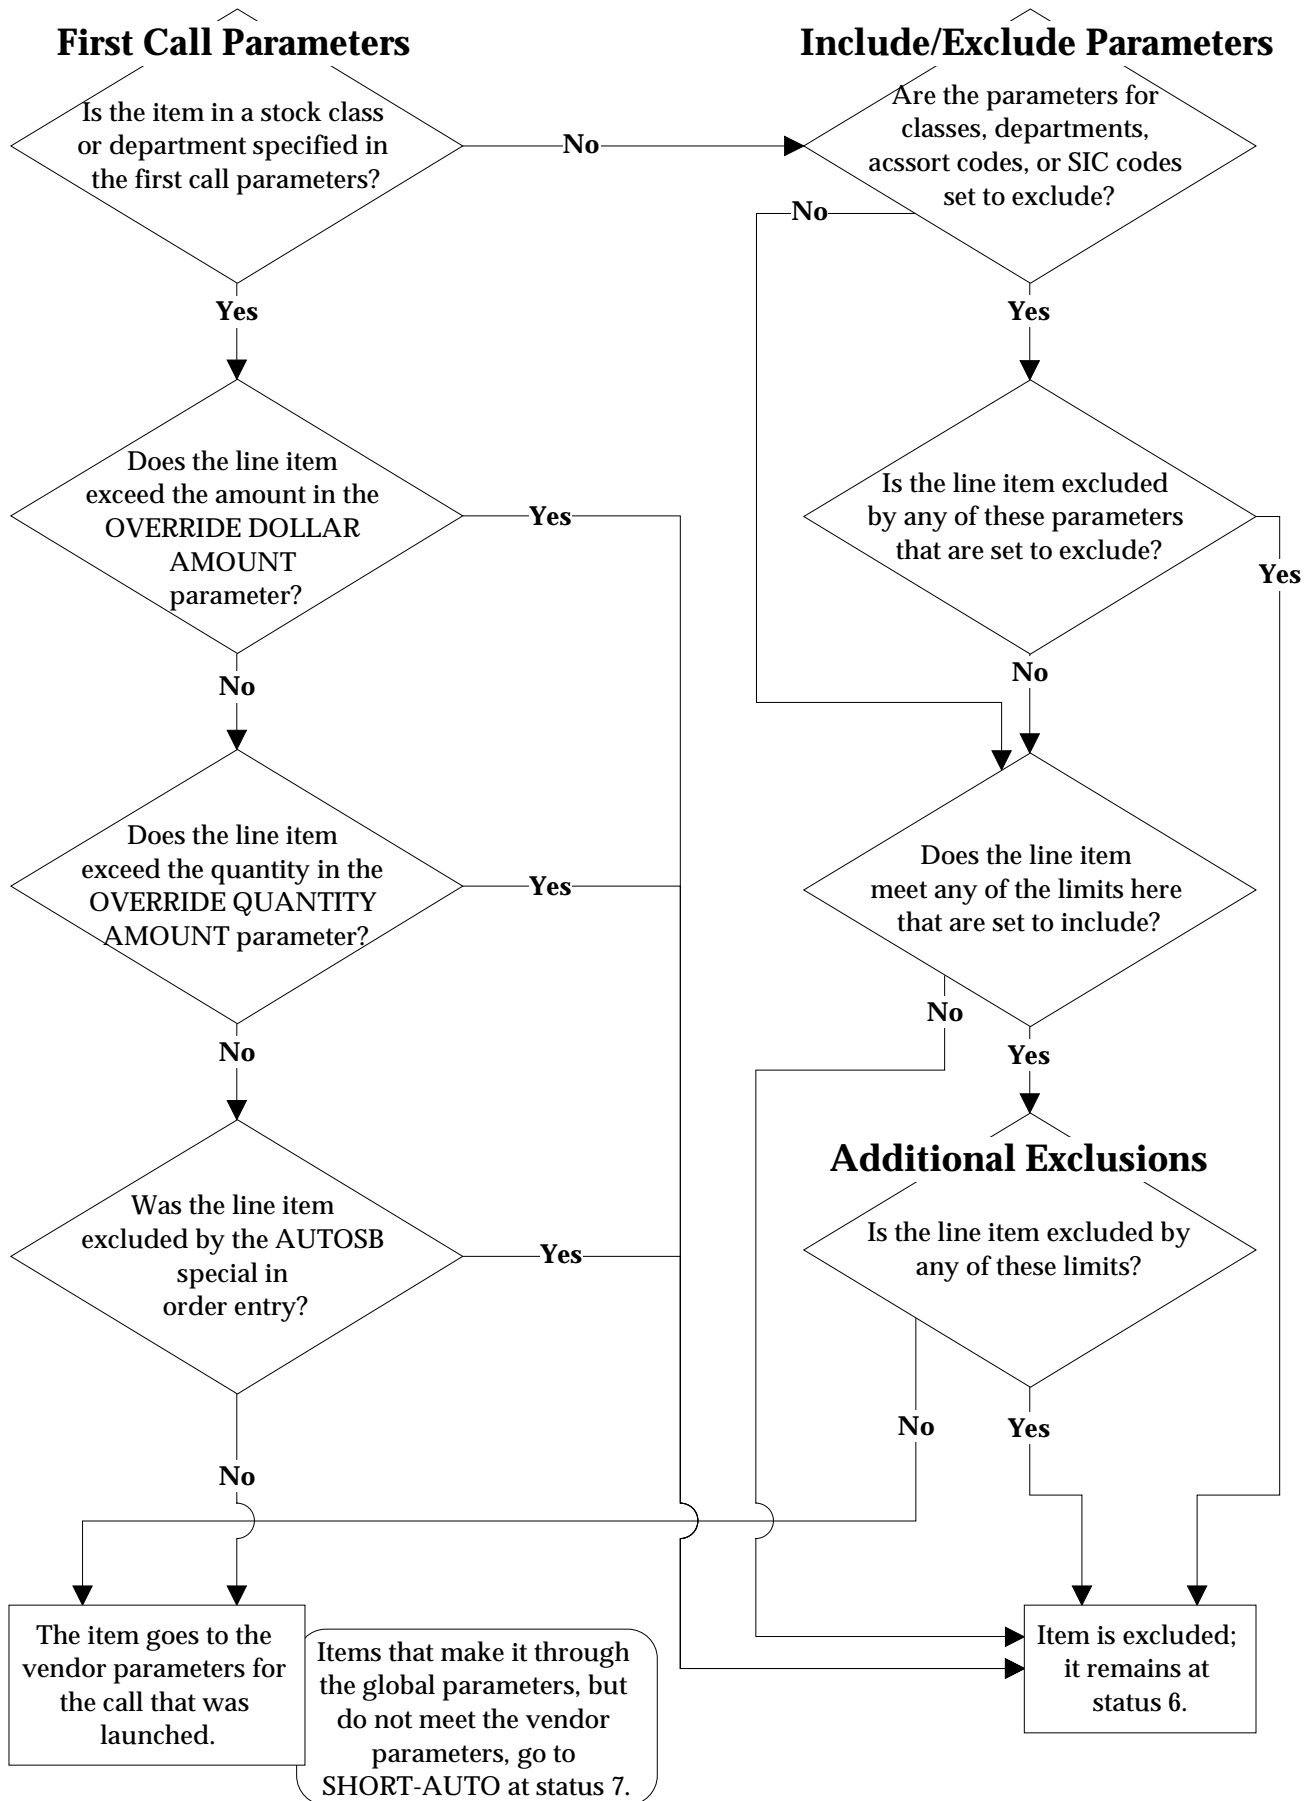 First Call Parameters
Is the item in a stock class
or department specified in
the first call parameters?
No
Yes
Does the line item
exceed the amount in the
OVERRIDE DOLLAR
AMOUNT
parameter?
Yes
No
Does the line item
exceed the quantity in the
OVERRIDE QUANTITY
AMOUNT parameter?
Yes
No
Was the line item
excluded by the AUTOSB
special in
order entry?
Yes
No
The item goes to the
vendor parameters for
the call that was
launched.
Items that make it through
the global parameters, but
do not meet the vendor
parameters, go to
SHORT-AUTO at status 7.
Include/Exclude Parameters
Are the parameters for
classes, departments,
acssort codes, or SIC codes
set to exclude?
No
Yes
Is the line item excluded
by any of these parameters
that are set to exclude?
Yes
No
Does the line item
meet any of the limits here
that are set to include?
No
Yes
Additional Exclusions
Is the line item excluded by
any of these limits?
No
Yes
Item is excluded;
it remains at
status 6.